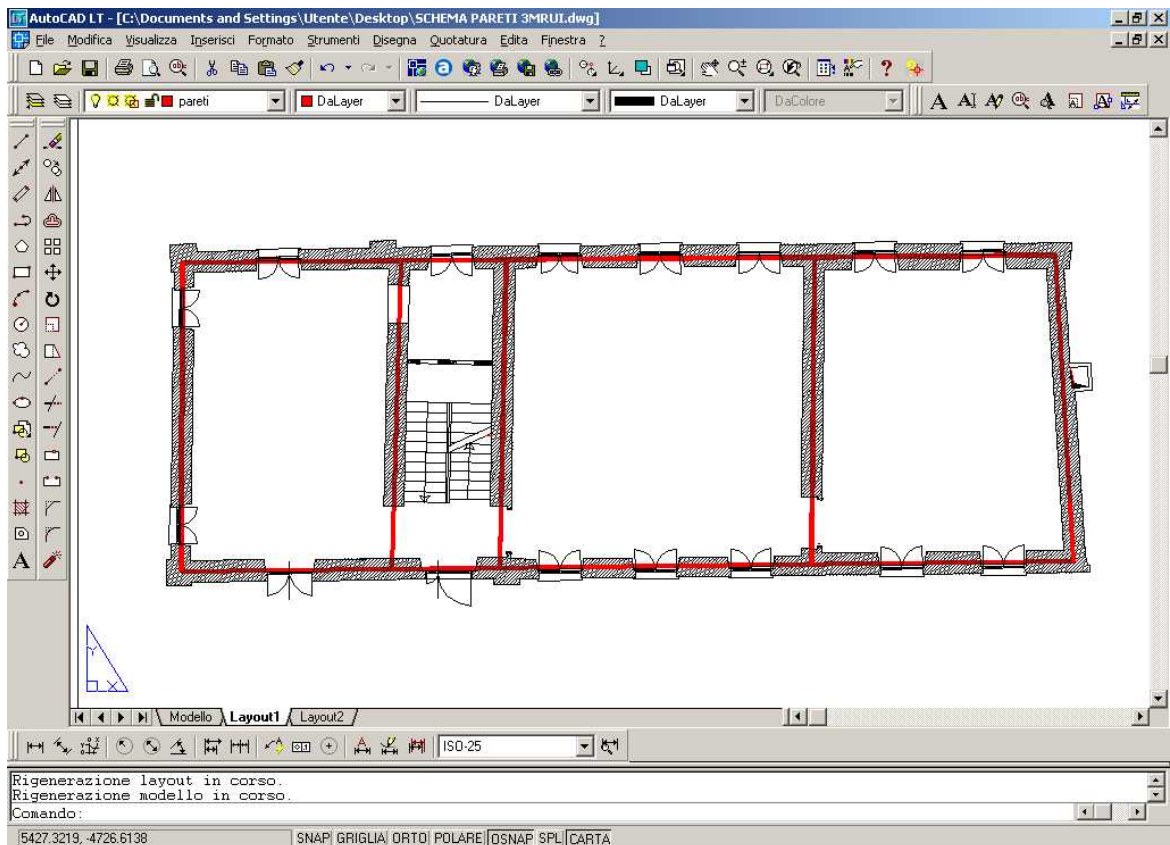 AutoCAD LT - [C:\Documents and Settings\Utente\Desktop\SCHEMA PARETI 3MRUI.dwg]
File Modifica Visualizza Inserisci Formato Strumenti Disegna Quotatura Edita Finestra ?
pareti DaLayer DaLayer DaLayer DaColore
Y
X
Modello Layout1 Layout2
ISO-25
Rigenerazione layout in corso.
Rigenerazione modello in corso.
Comando:
5427.3219, -4726.6138 SNAP GRIGLIA ORTO POLARE OSNAP SPL CARTA